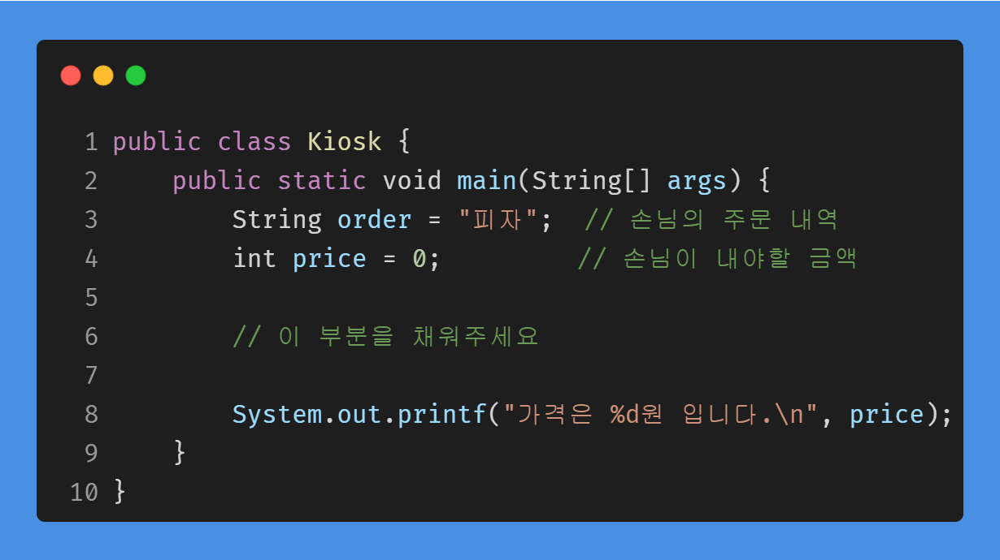 1 public class Kiosk {
2     public static void main(String[] args) {
3         String order = "피자";  // 손님의 주문 내역
4         int price = 0;         // 손님이 내야할 금액
5
6         // 이 부분을 채워주세요
7
8         System.out.printf("가격은 %d원 입니다.\n", price);
9     }
10 }